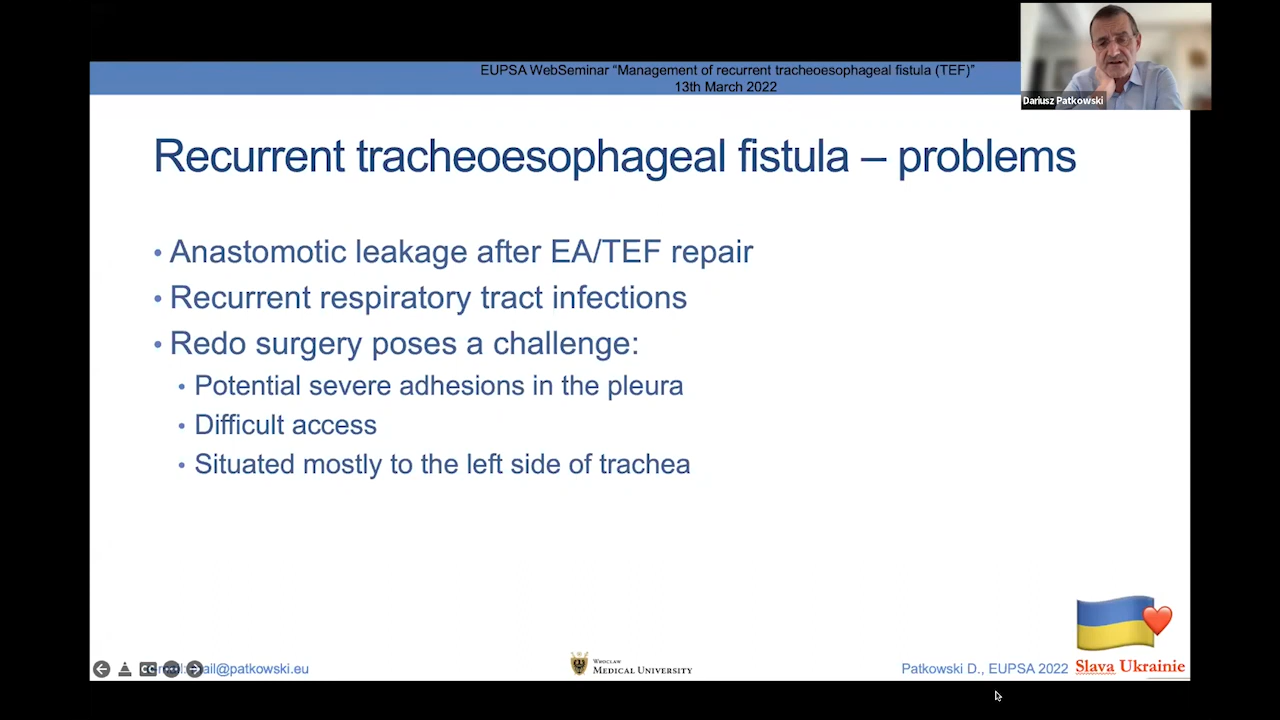 EUPSA WebSeminar “Management of recurrent tracheoesophageal fistula (TEF)”
13th March 2022
Dariusz Patkowski
Recurrent tracheoesophageal fistula – problems
• Anastomotic leakage after EA/TEF repair
• Recurrent respiratory tract infections
• Redo surgery poses a challenge:
• Potential severe adhesions in the pleura
• Difficult access
• Situated mostly to the left side of trachea
ail@patkowski.eu
Wroclaw
Medical University
Patkowski D., EUPSA 2022
Slava Ukrainie